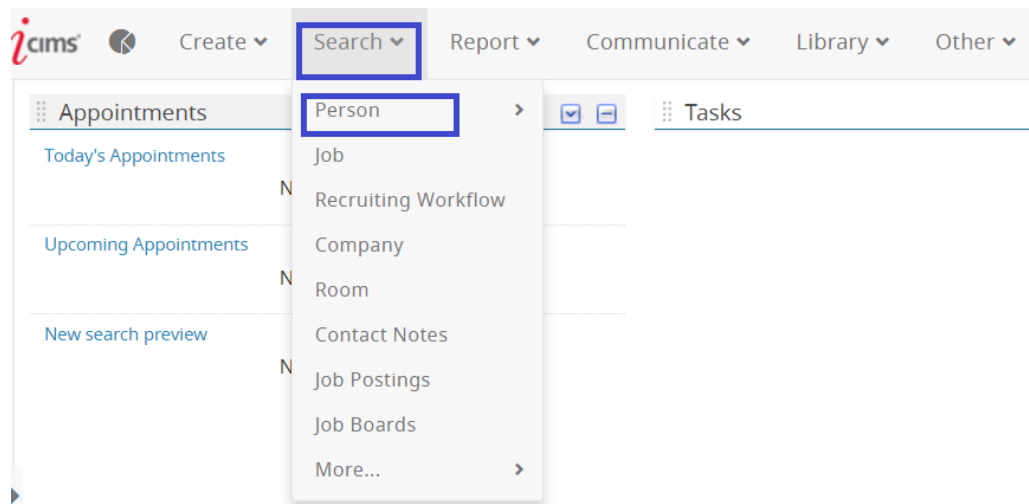 icims
Create
Search
Report
Communicate
Library
Other
Appointments
Tasks
Today's Appointments
N
Upcoming Appointments
N
New search preview
N
Person
Job
Recruiting Workflow
Company
Room
Contact Notes
Job Postings
Job Boards
More...